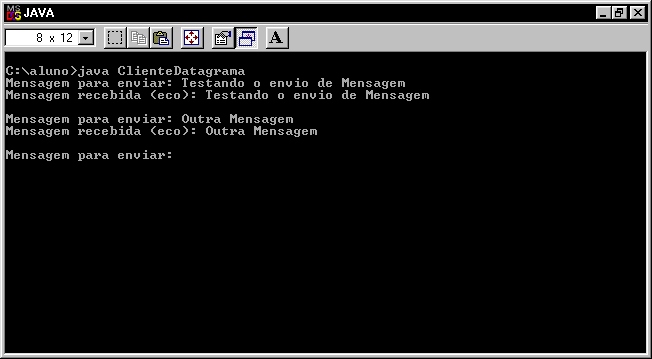 JAVA
8 x 12
A
C:\aluno>java ClienteDatagrama
Mensagem para enviar: Testando o envio de Mensagem
Mensagem recebida (eco): Testando o envio de Mensagem
Mensagem para enviar: Outra Mensagem
Mensagem recebida (eco): Outra Mensagem
Mensagem para enviar: